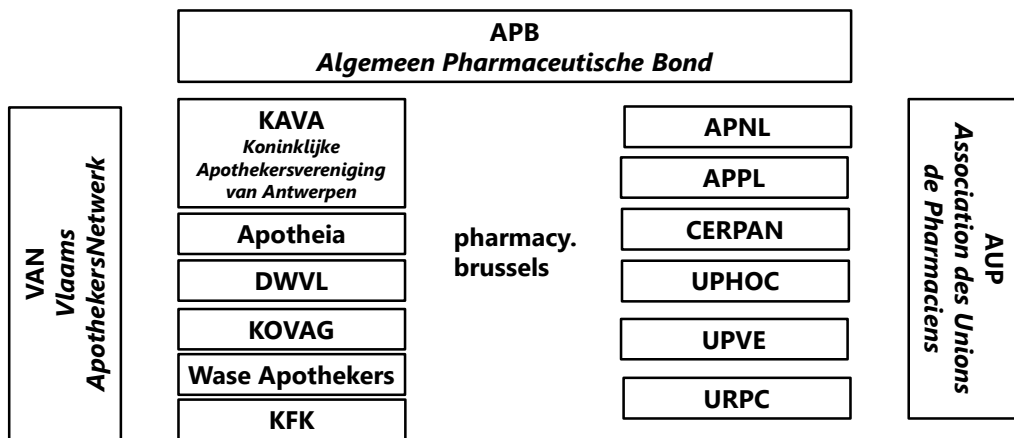 APB
Algemeen Pharmaceutische Bond
VAN
Vlaams
ApothekersNetwerk
KAVA
Koninklijke
Apothekersvereniging
van Antwerpen
Apotheia
DWVL
KOVAG
Wase Apothekers
KFK
pharmacy.
brussels
APNL
APPL
CERPAN
UPHOC
UPVE
URPC
AUP
Association des Unions
de Pharmaciens